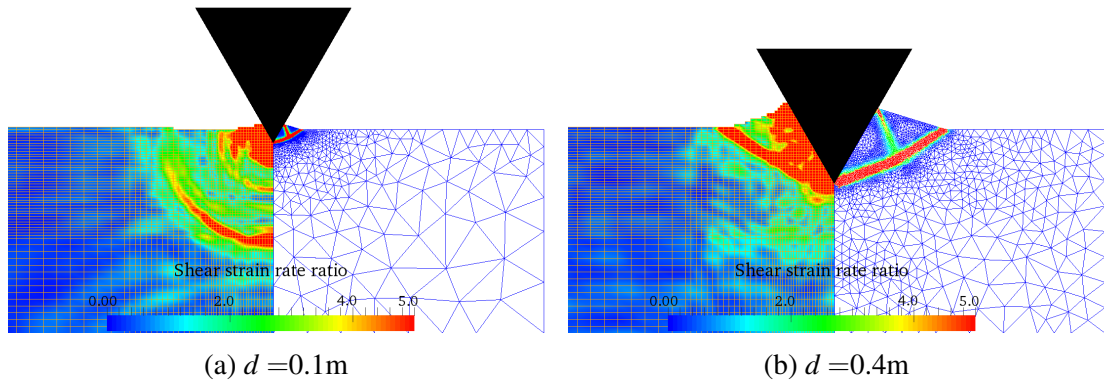 Shear strain rate ratio
0.00 2.0 4.0 5.0
Shear strain rate ratio
0.00 2.0 4.0 5.0
(a) d =0.1m
(b) d =0.4m